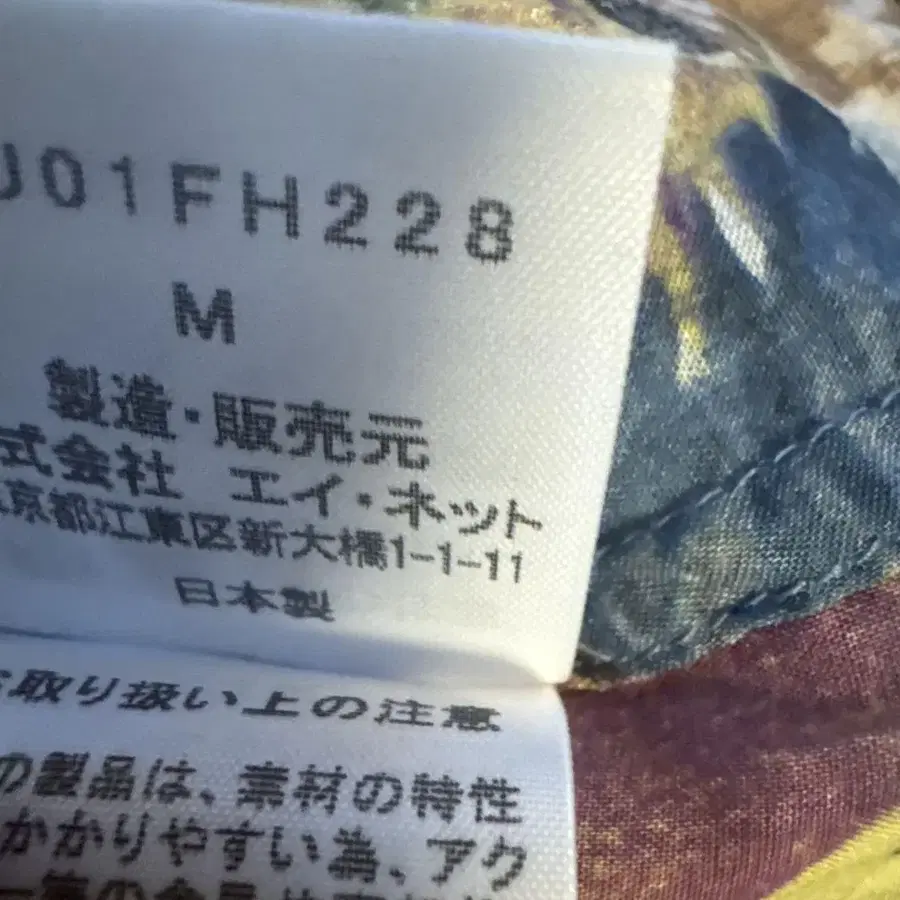 J01FH228
M
製造・販売元
式会社 エイ・ネット
京都江東区新大橋1-1-11
日本製
取り扱い上の注意
の製品は、素材の特性
かかりやすい為、アク